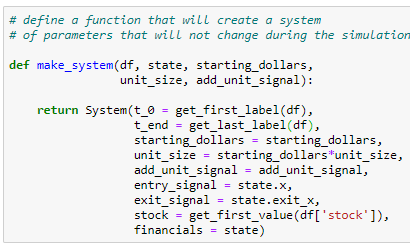 # define a function that will create a system
# of parameters that will not change during the simulation
def make_system(df, state, starting_dollars,
unit_size, add_unit_signal):
return System(t_0 = get_first_label(df),
t_end = get_last_label(df),
starting_dollars = starting_dollars,
unit_size = starting_dollars*unit_size,
add_unit_signal = add_unit_signal,
entry_signal = state.x,
exit_signal = state.exit_x,
stock = get_first_value(df['stock']),
financials = state)